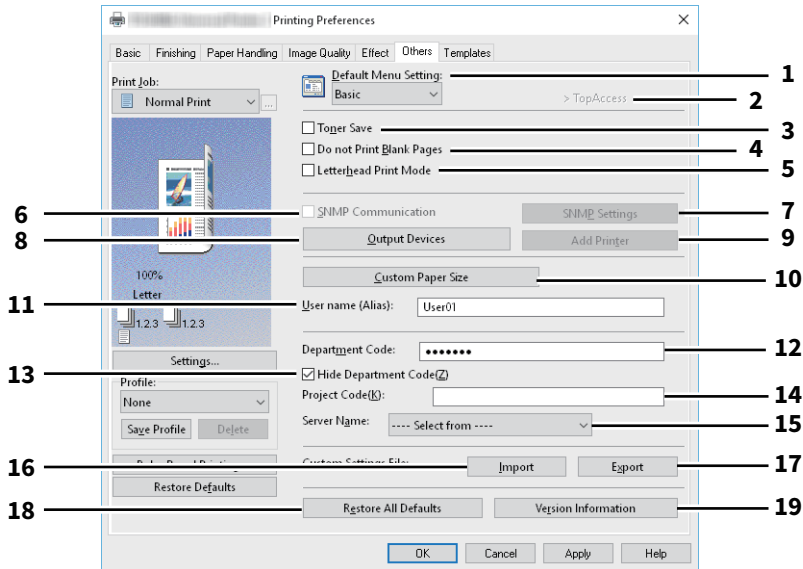 Printing Preferences
Basic Finishing Paper Handling Image Quality Effect Others Templates
Print Job:
Normal Print ...
100%
Letter
1.2.3 1.2.3
Settings...
Profile:
None
Save Profile Delete
Restore Defaults
Default Menu Setting: 1
Basic > TopAccess 2
Toner Save 3
Do not Print Blank Pages 4
Letterhead Print Mode 5
6 SNMP Communication SNMP Settings 7
8 Output Devices Add Printer 9
Custom Paper Size 10
11 User name (Alias): User01
Department Code: ●●●●●●● 12
13 Hide Department Code(Z)
Project Code(K): 14
Server Name: ---- Select from ---- 15
16 Custom Settings File: Import Export 17
18 Restore All Defaults Version Information 19
OK Cancel Apply Help